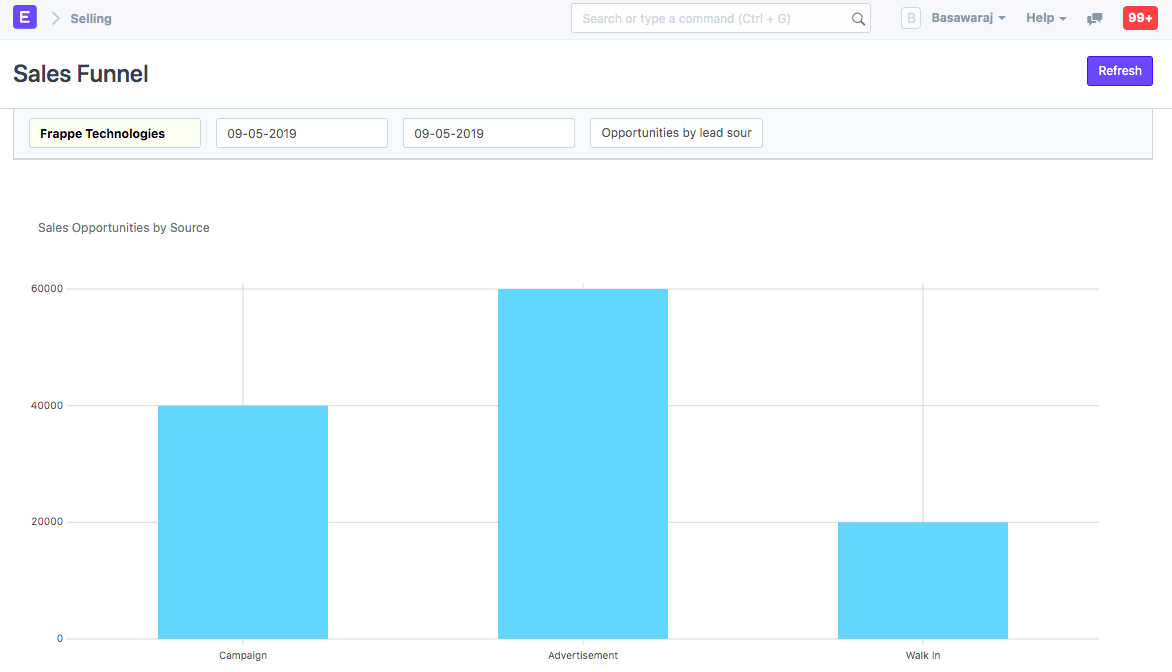 E Selling Search or type a command (Ctrl + G) B Basawaraj Help 99+
Sales Funnel Refresh
Frappe Technologies 09-05-2019 09-05-2019 Opportunities by lead sour
Sales Opportunities by Source
60000
40000
20000
0
Campaign Advertisement Walk In